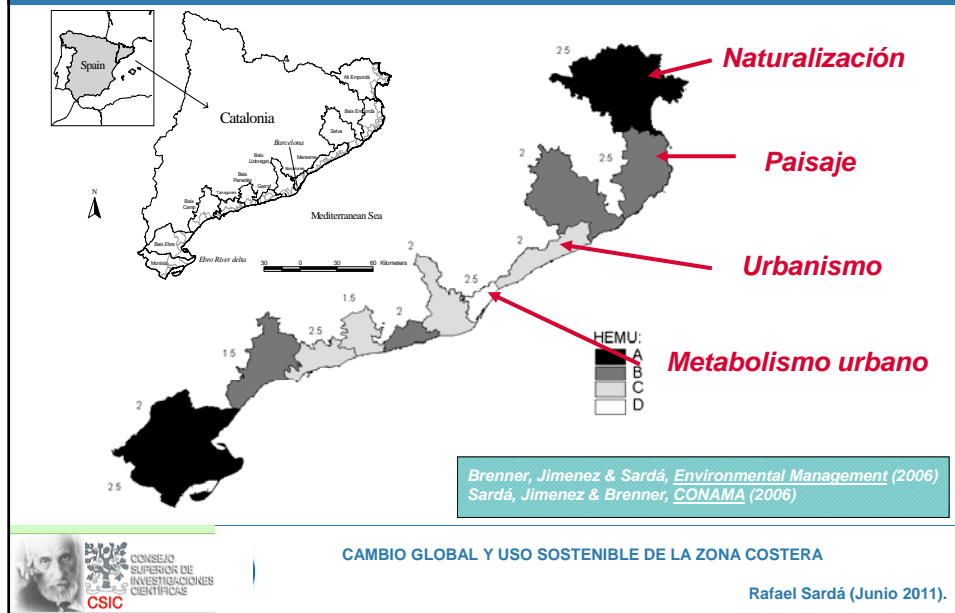 Spain
Catalonia
Alt Empordà
Baix Empordà
Selva
Barcelona
Maresme
Baix
Llobregat
Baix
Penedès
Garraf
Tarragonès
Baix
Camp
Baix Ebre
Montsià
Ebro River delta
Mediterranean Sea
N
30 0 30 60 Kilometers
2.5
Naturalización
2
2.5
Paisaje
2
Urbanismo
2
2.5
1.5
2.5
2
1.5
2
2.5
HEMU:
A
B
C
D
Metabolismo urbano
Brenner, Jimenez & Sardá, Environmental Management (2006)
Sardá, Jimenez & Brenner, CONAMA (2006)
CONSEJO
SUPERIOR DE
INVESTIGACIONES
CIENTÍFICAS
CSIC
CAMBIO GLOBAL Y USO SOSTENIBLE DE LA ZONA COSTERA
Rafael Sardá (Junio 2011).